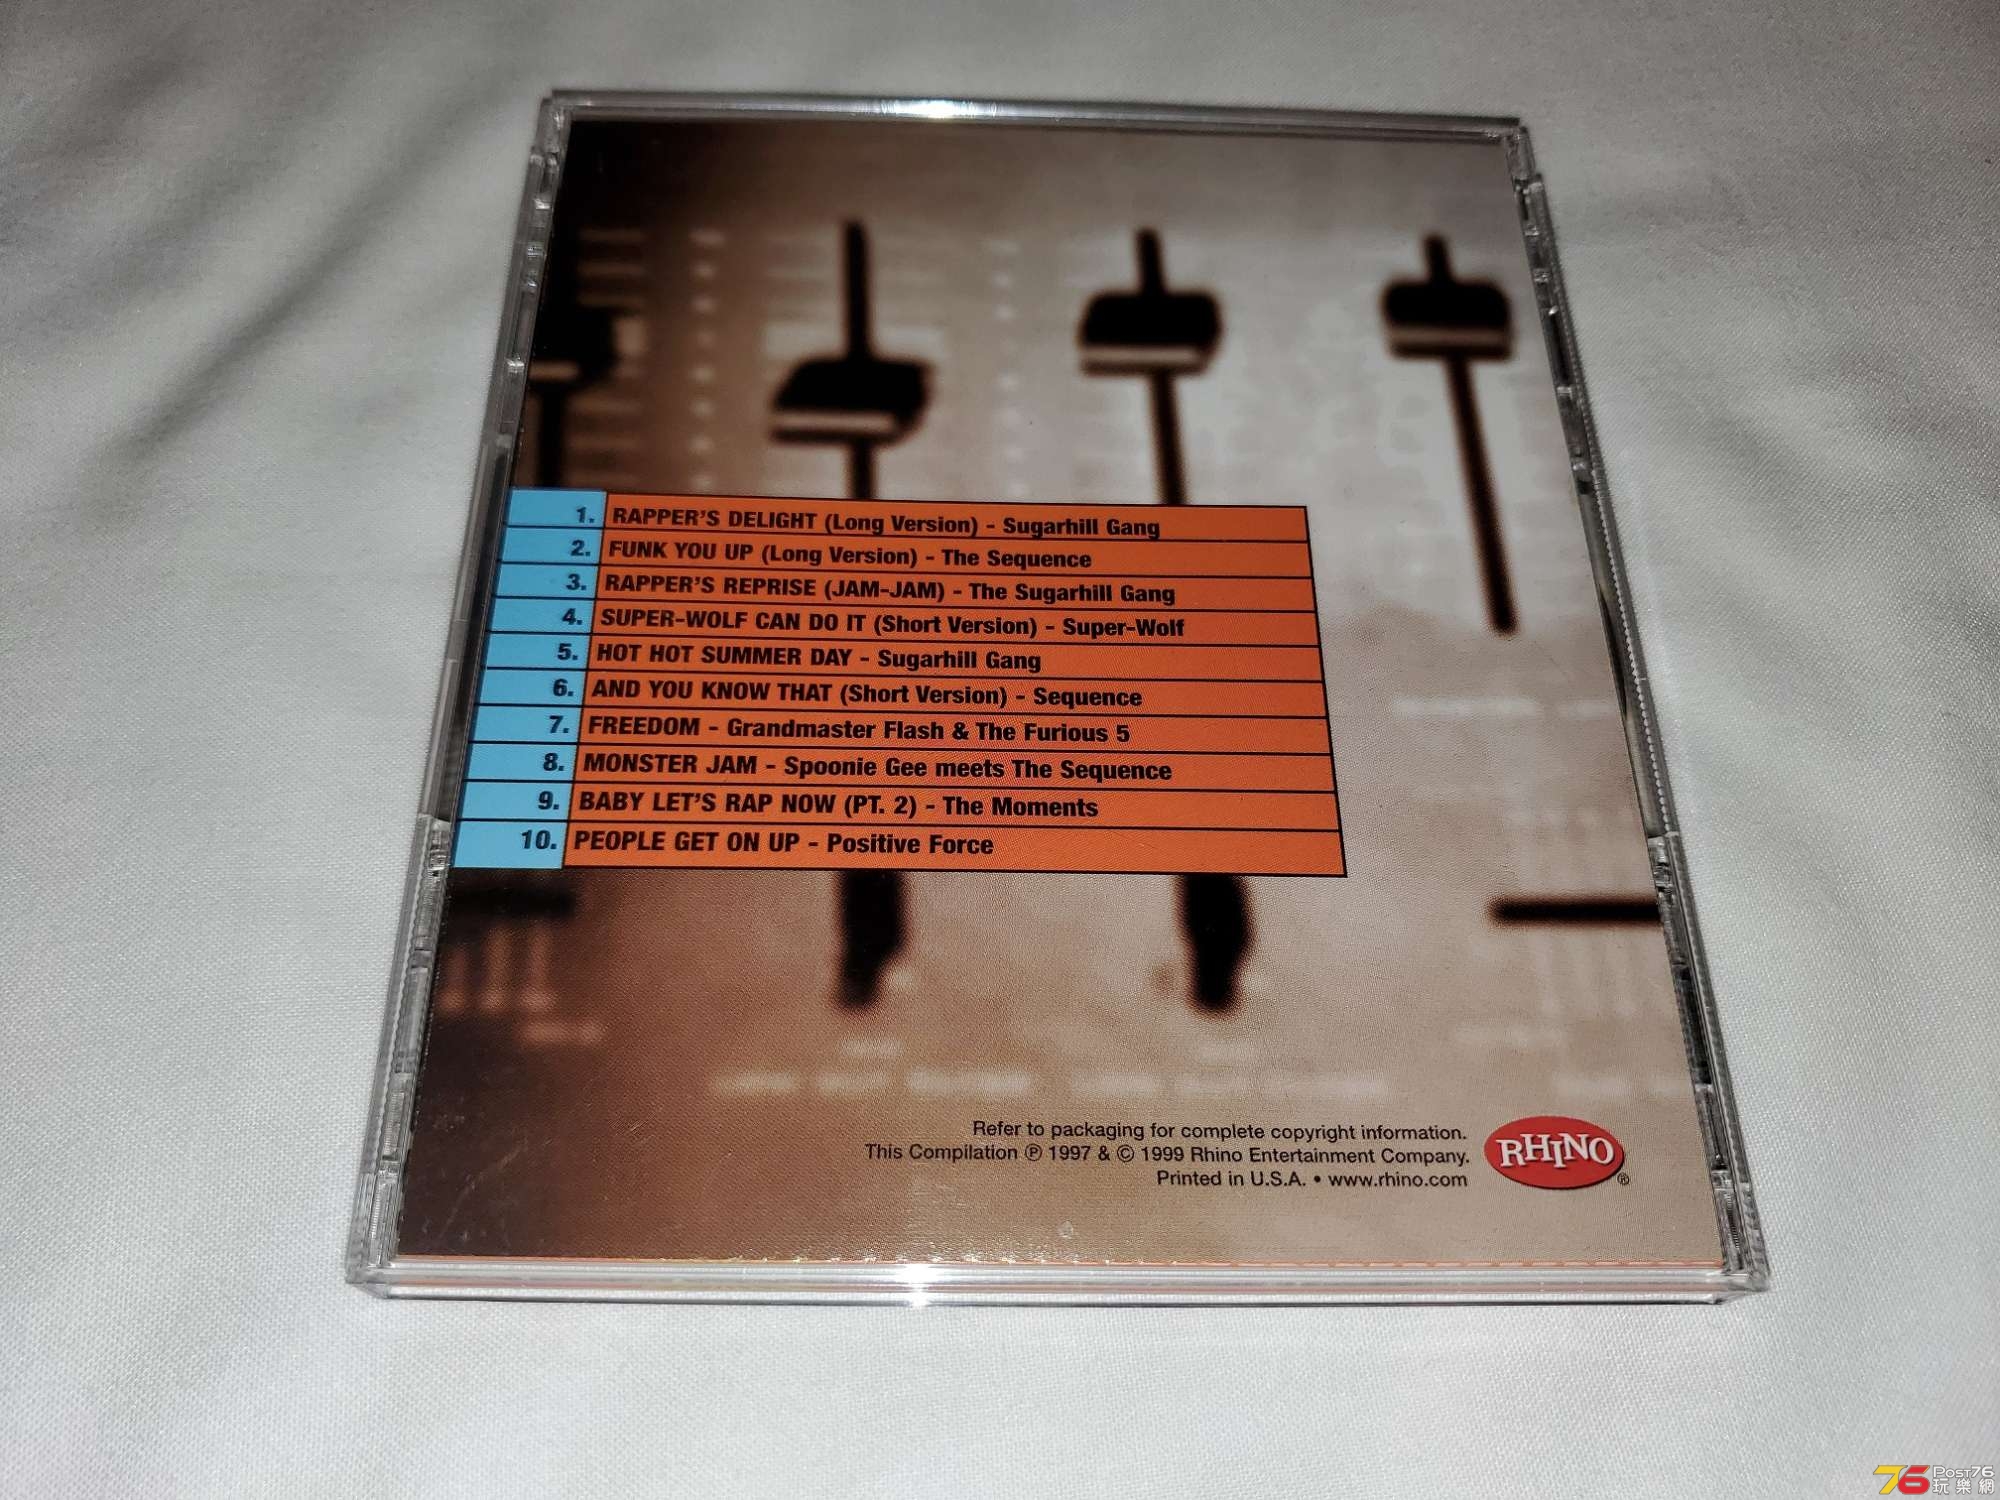 1. RAPPER'S DELIGHT (Long Version) - Sugarhill Gang
2. FUNK YOU UP (Long Version) - The Sequence
3. RAPPER'S REPRISE (JAM-JAM) - The Sugarhill Gang
4. SUPER-WOLF CAN DO IT (Short Version) - Super-Wolf
5. HOT HOT SUMMER DAY - Sugarhill Gang
6. AND YOU KNOW THAT (Short Version) - Sequence
7. FREEDOM - Grandmaster Flash & The Furious 5
8. MONSTER JAM - Spoonie Gee meets The Sequence
9. BABY LET'S RAP NOW (PT. 2) - The Moments
10. PEOPLE GET ON UP - Positive Force
Refer to packaging for complete copyright information.
This Compilation ℗ 1997 & © 1999 Rhino Entertainment Company.
Printed in U.S.A. • www.rhino.com
RHINO ®
76 POST76
玩樂網